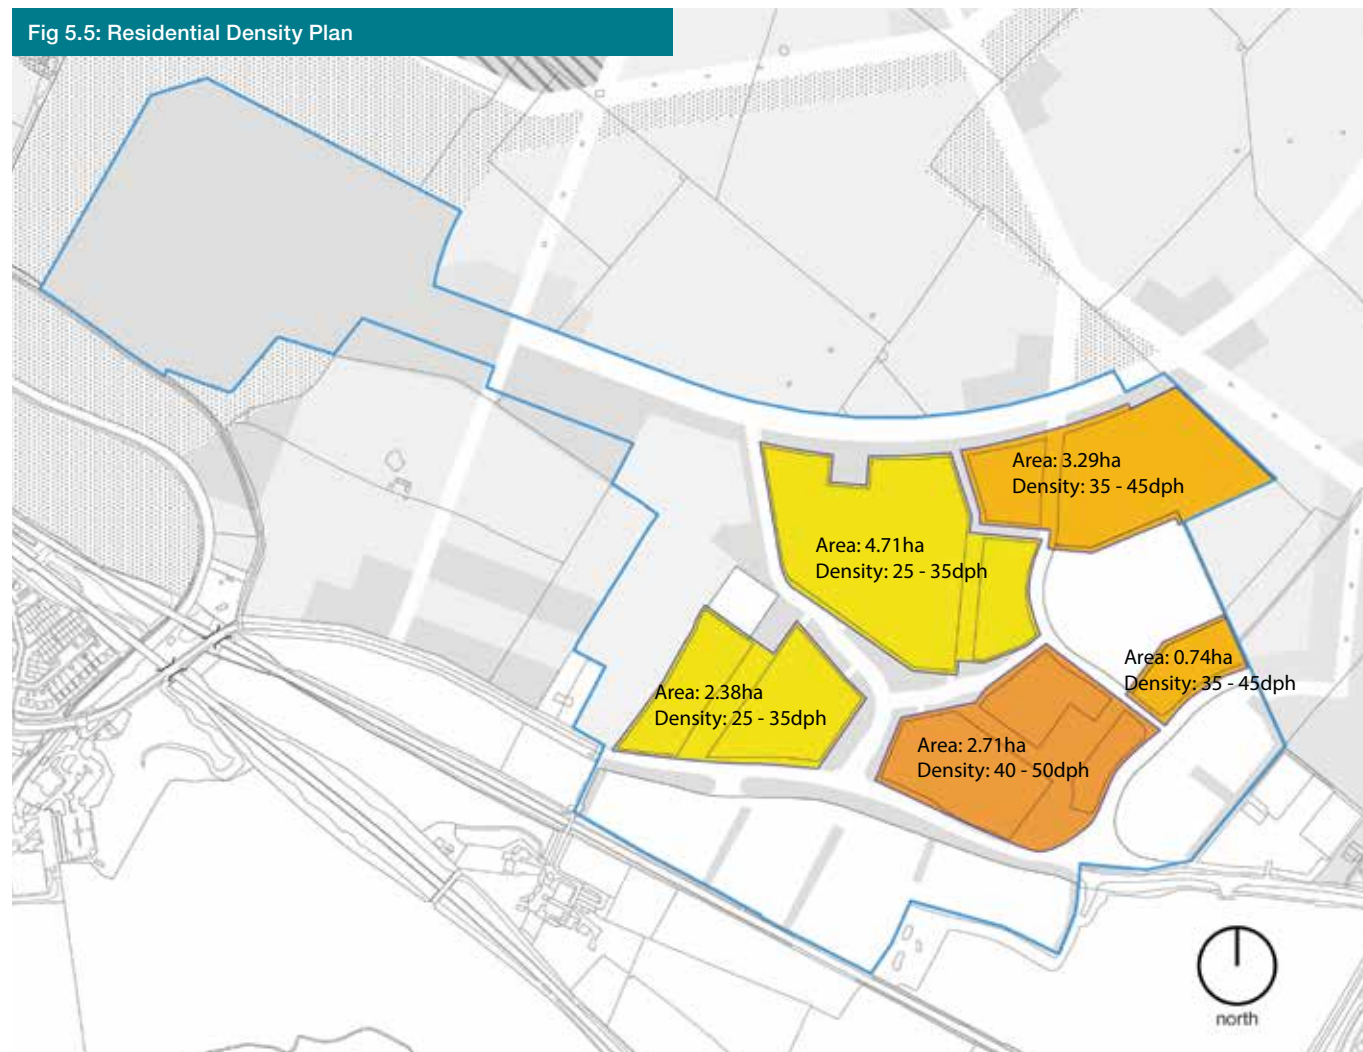 Fig 5.5: Residential Density Plan
Area: 3.29ha
Density: 35 - 45dph
Area: 4.71ha
Density: 25 - 35dph
Area: 0.74ha
Density: 35 - 45dph
Area: 2.38ha
Density: 25 - 35dph
Area: 2.71ha
Density: 40 - 50dph
north